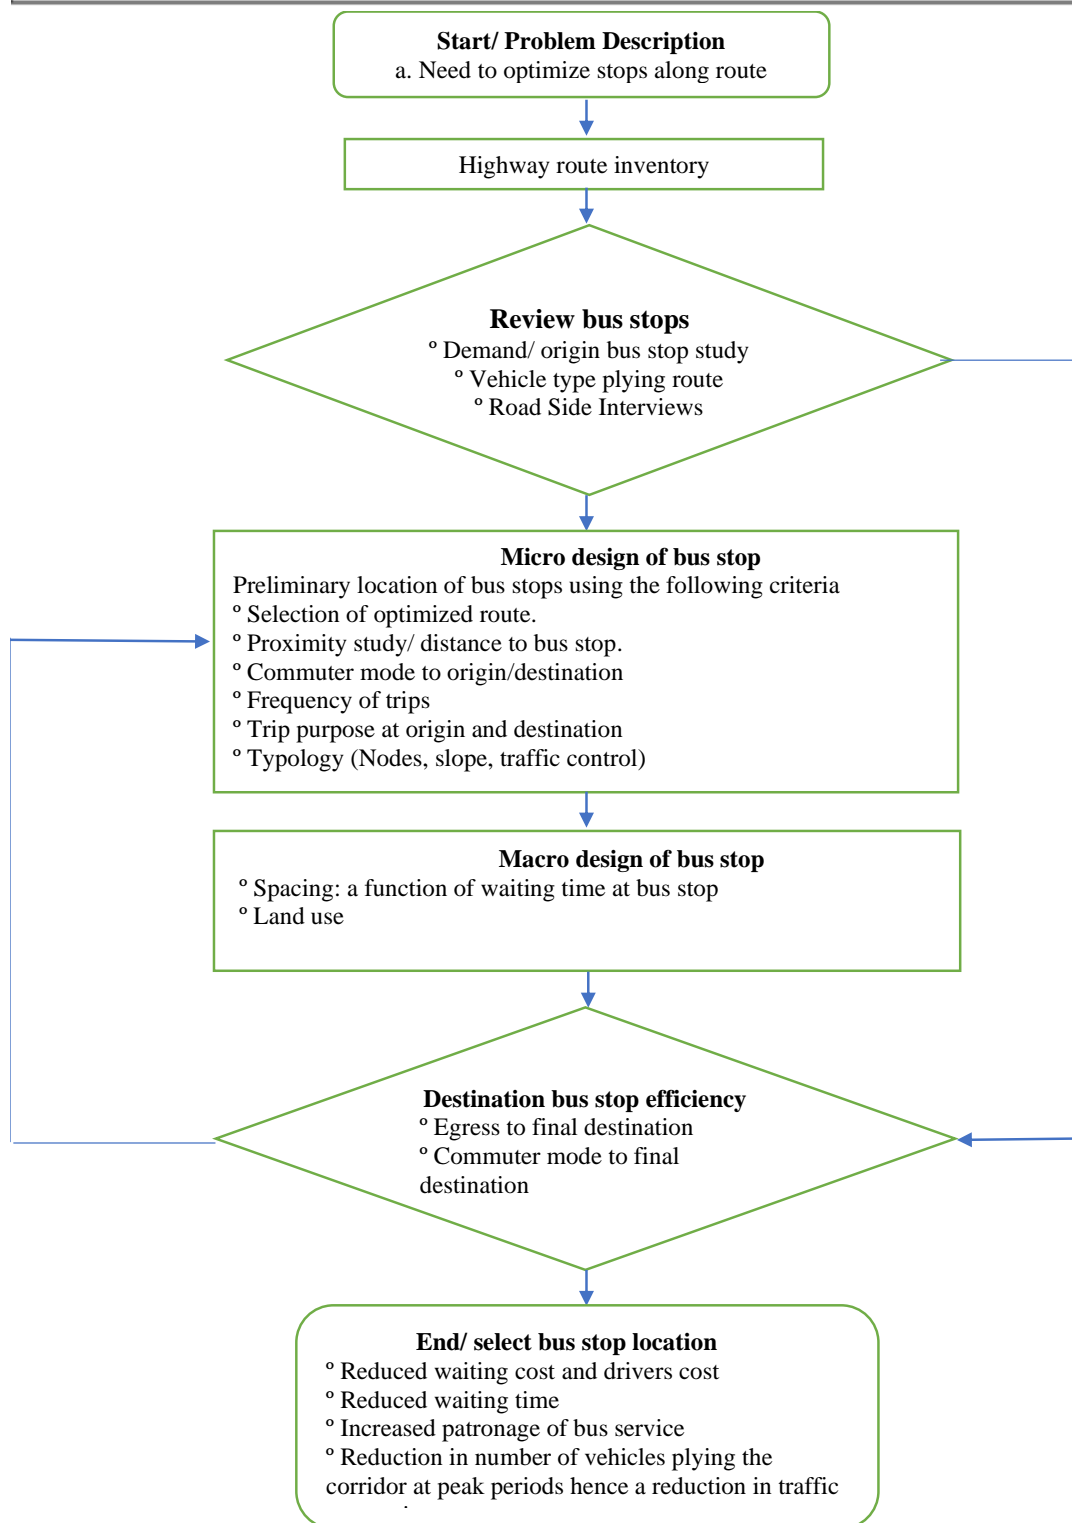 Start/ Problem Description
a. Need to optimize stops along route
Highway route inventory
Review bus stops
° Demand/ origin bus stop study
° Vehicle type plying route
° Road Side Interviews
Micro design of bus stop
Preliminary location of bus stops using the following criteria
° Selection of optimized route.
° Proximity study/ distance to bus stop.
° Commuter mode to origin/destination
° Frequency of trips
° Trip purpose at origin and destination
° Typology (Nodes, slope, traffic control)
Macro design of bus stop
° Spacing: a function of waiting time at bus stop
° Land use
Destination bus stop efficiency
° Egress to final destination
° Commuter mode to final
destination
End/ select bus stop location
° Reduced waiting cost and drivers cost
° Reduced waiting time
° Increased patronage of bus service
° Reduction in number of vehicles plying the
corridor at peak periods hence a reduction in traffic